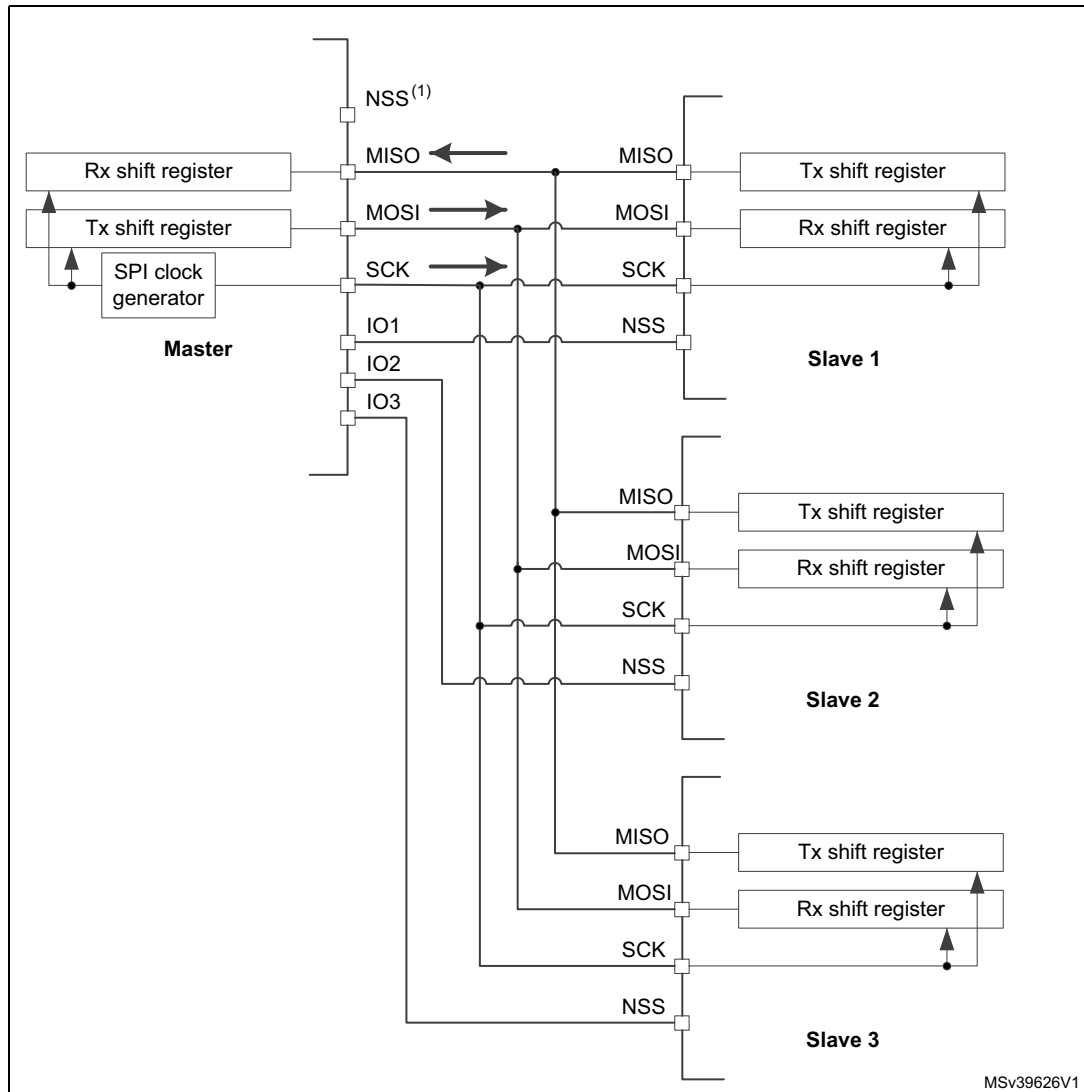 NSS(1)
MISO
MISO
Rx shift register
Tx shift register
MOSI
MOSI
Tx shift register
Rx shift register
SPI clock
generator
SCK
SCK
IO1
NSS
Master
IO2
Slave 1
IO3
MISO
Tx shift register
MOSI
Rx shift register
SCK
NSS
Slave 2
MISO
Tx shift register
MOSI
Rx shift register
SCK
NSS
Slave 3
MSv39626V1